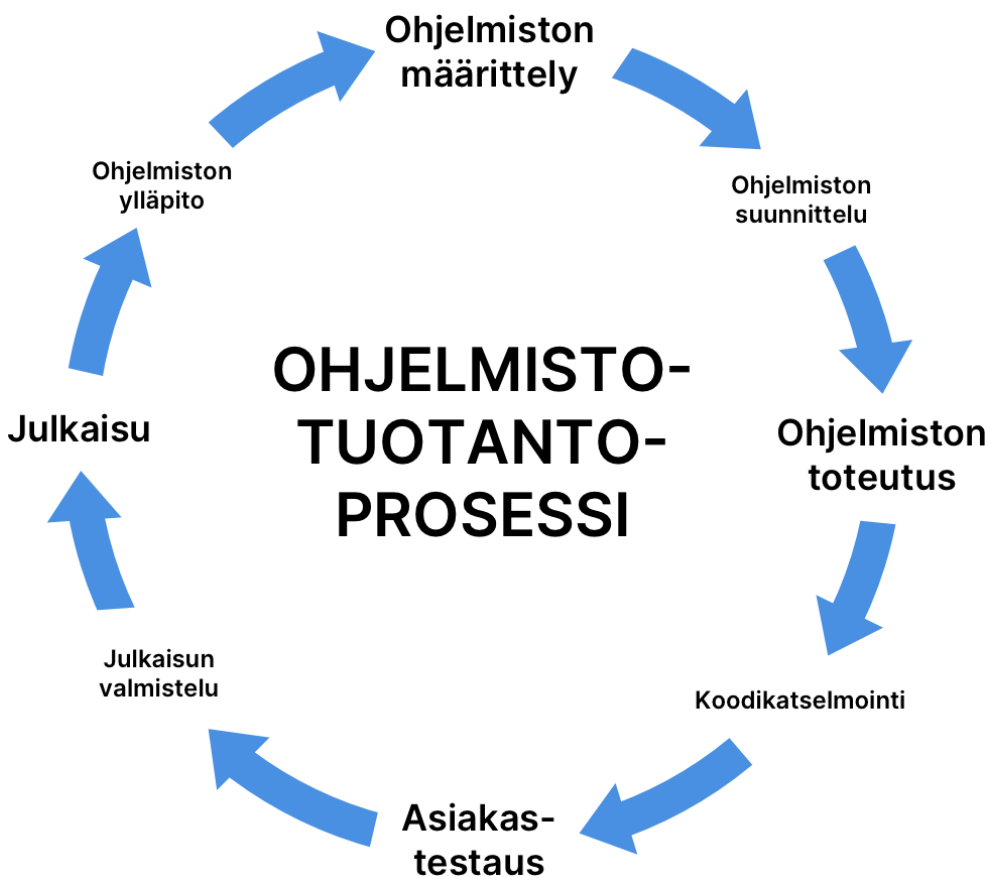 Ohjelmiston
määrittely
Ohjelmiston
suunnittelu
Ohjelmiston
toteutus
Koodikatselmointi
Asiakas-
testaus
Julkaisun
valmistelu
Julkaisu
Ohjelmiston
ylläpito
OHJELMISTO-
TUOTANTO-
PROSESSI